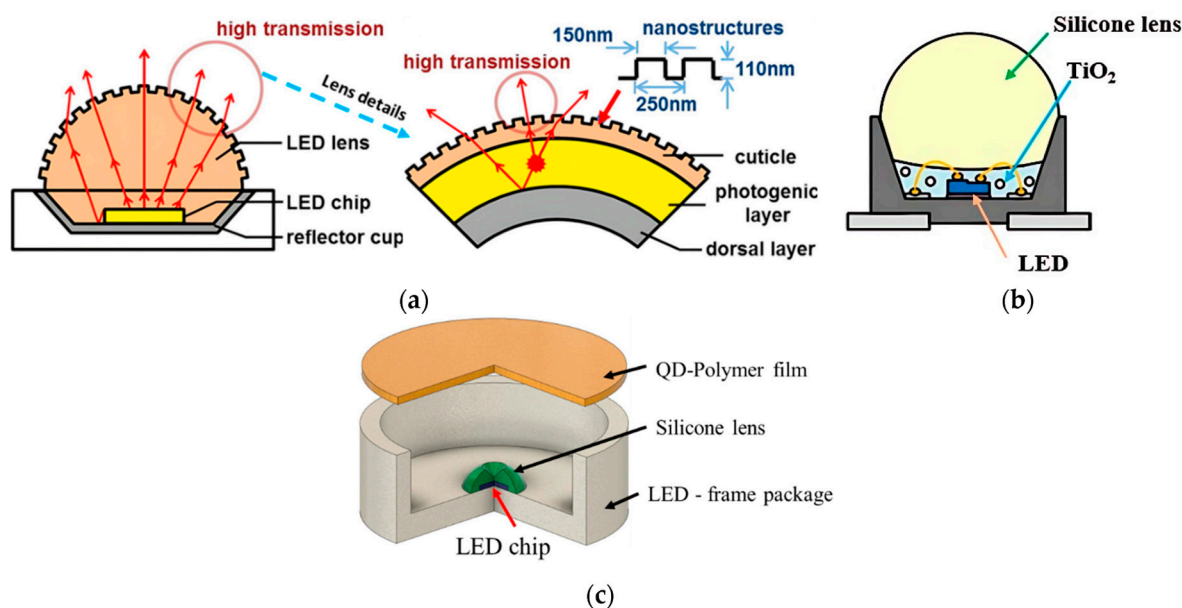 high transmission
Lens details
LED lens
LED chip
reflector cup
150nm
nanostructures
high transmission
110nm
250nm
cuticle
photogenic
layer
dorsal layer
(a)
Silicone lens
TiO₂
LED
(b)
QD-Polymer film
Silicone lens
LED - frame package
LED chip
(c)